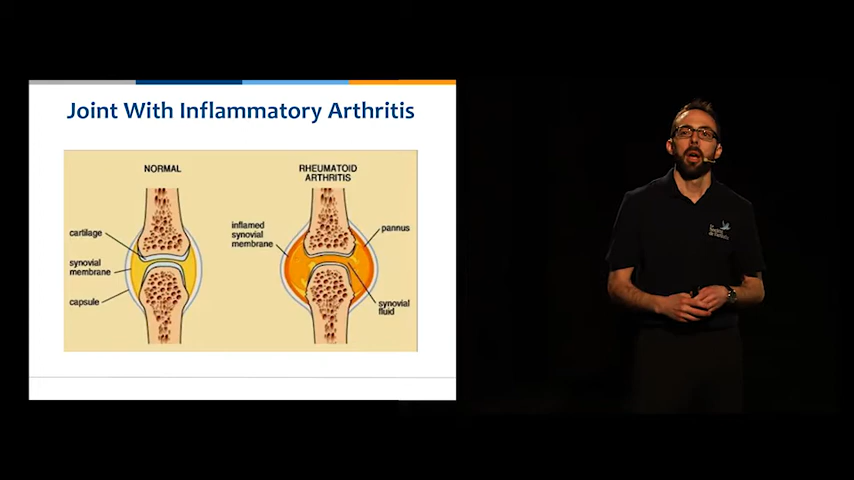 Joint With Inflammatory Arthritis
NORMAL
cartilage
synovial
membrane
capsule
RHEUMATOID
ARTHRITIS
inflamed
synovial
membrane
pannus
synovial
fluid